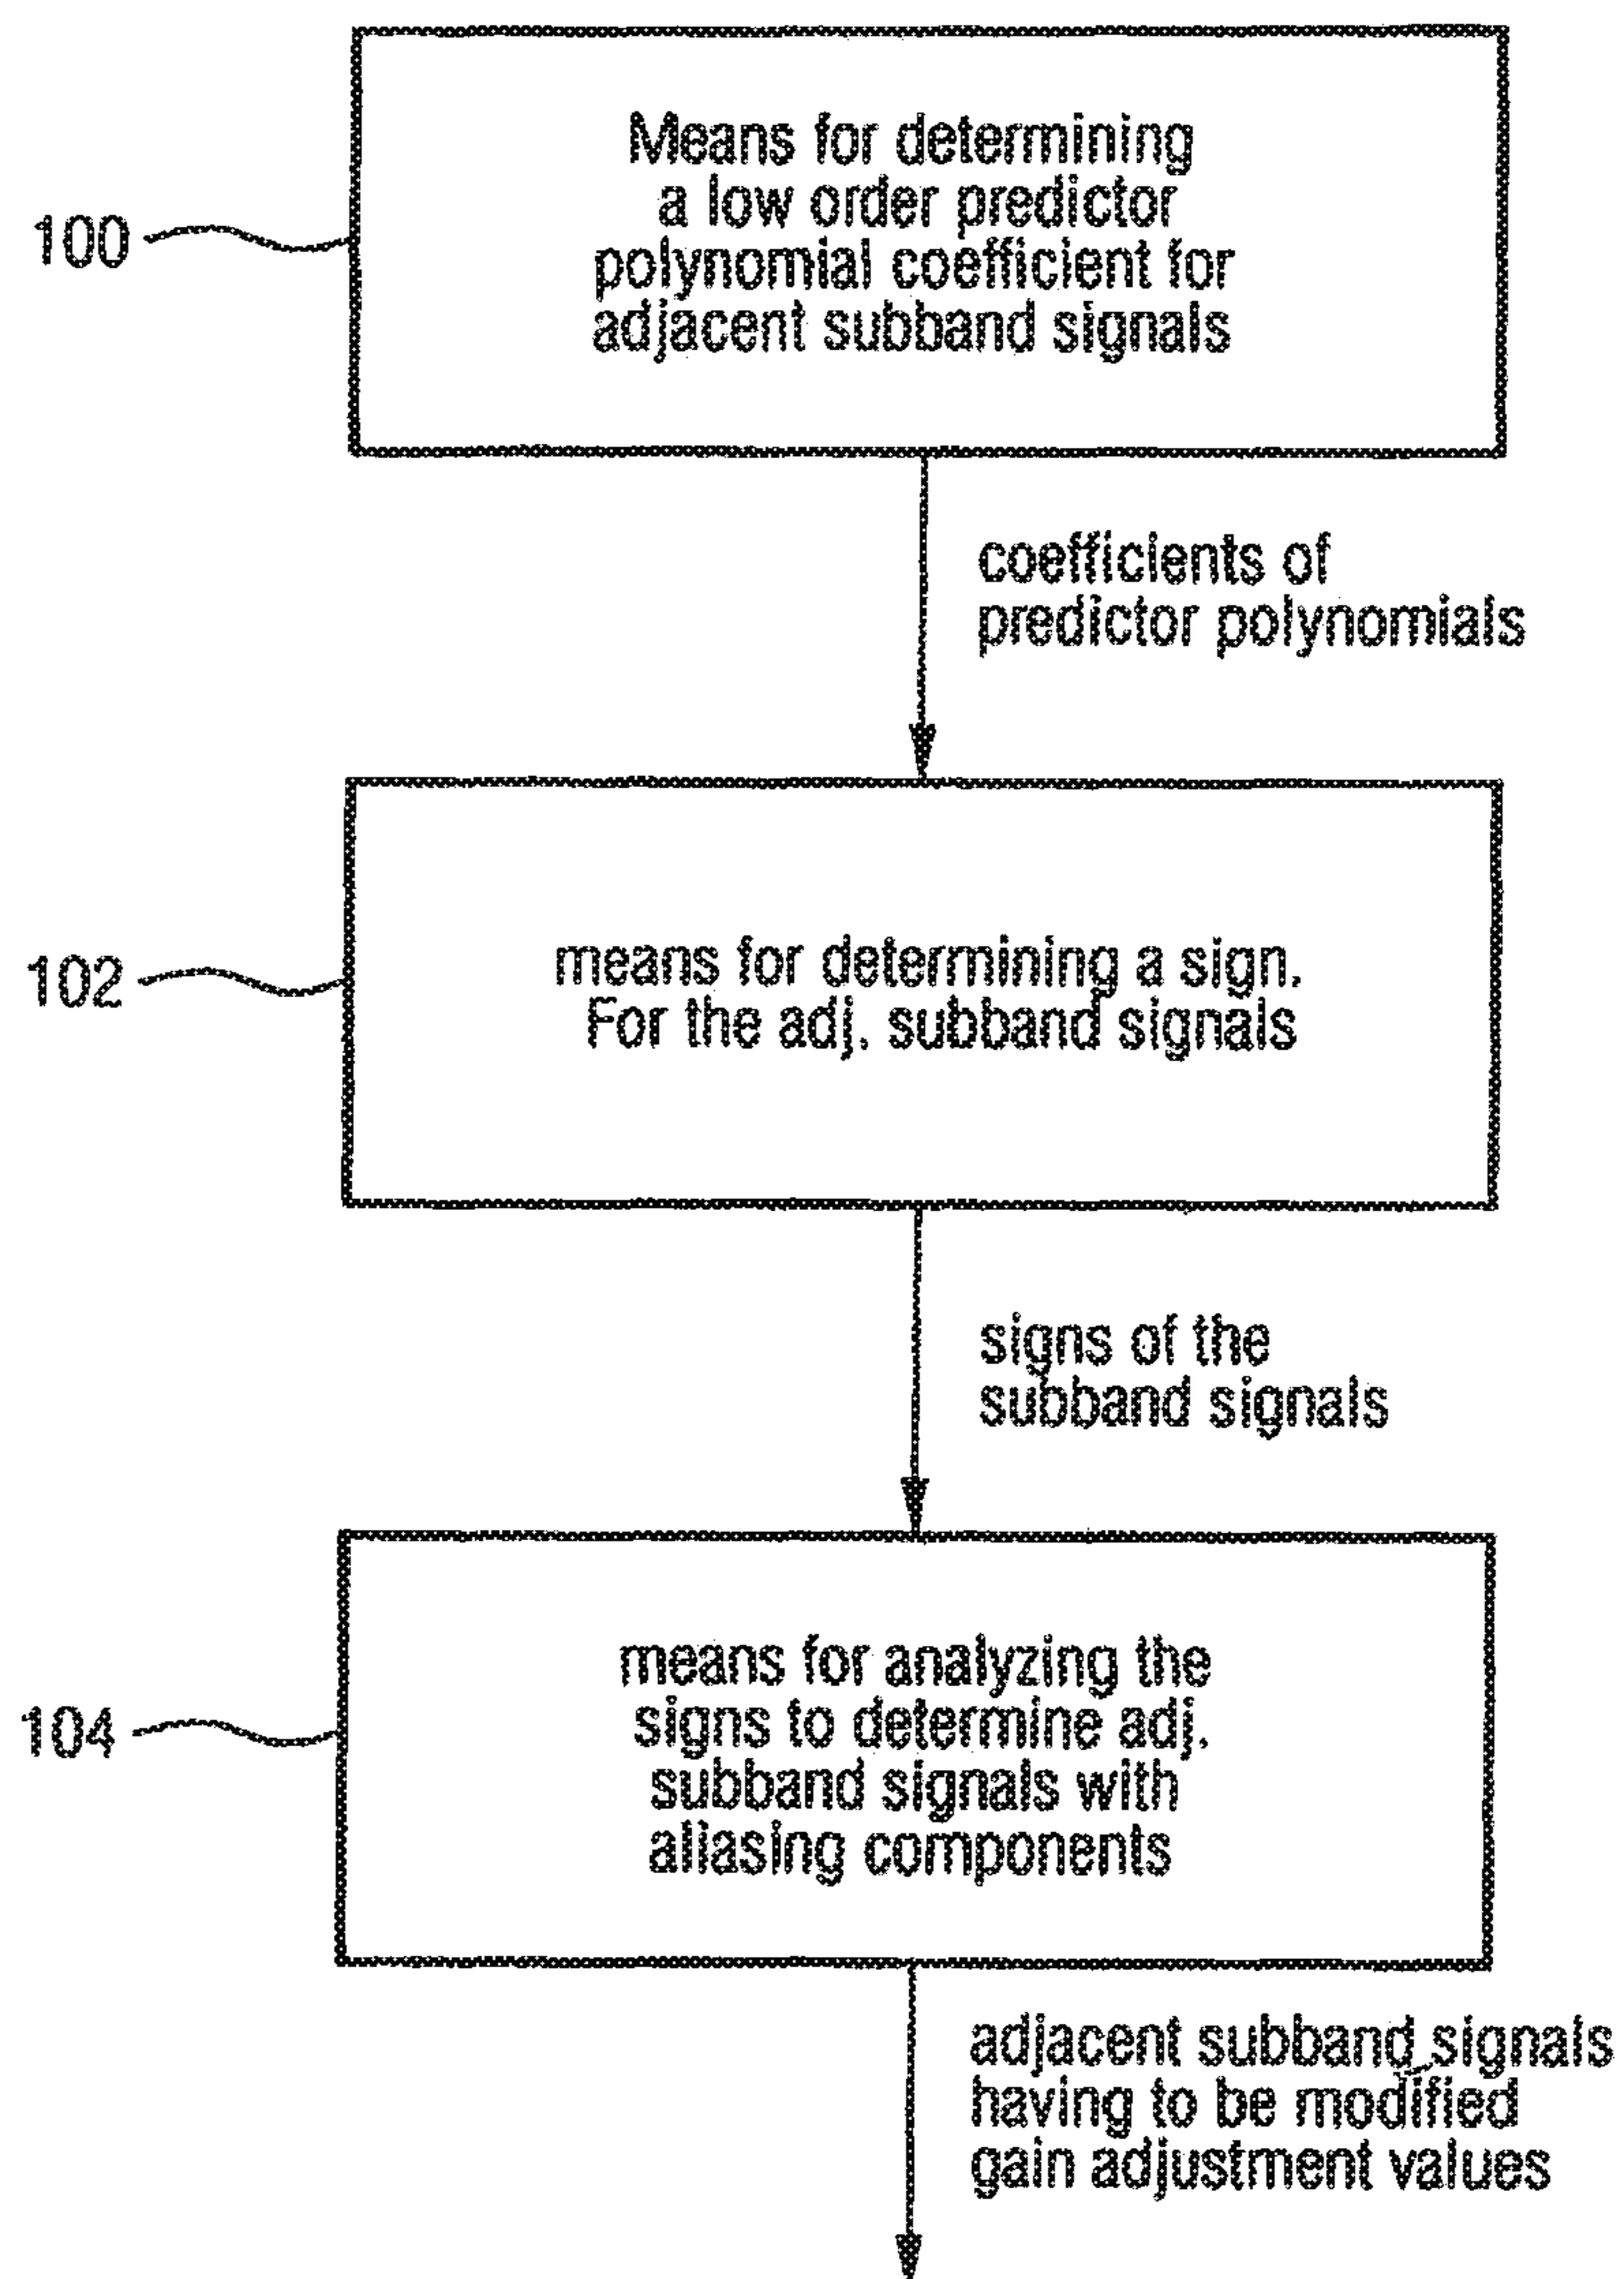 Means for determining
a low order predictor
polynomial coefficient for
adjacent subband signals
100
coefficients of
predictor polynomials
means for determining a sign.
For the adj. subband signals
102
signs of the
subband signals
means for analyzing the
signs to determine adj.
subband signals with
aliasing components
104
adjacent subband signals
having to be modified
gain adjustment values